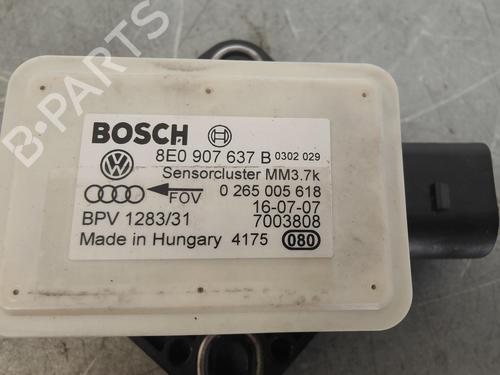 B-PARTS
BOSCH
8E0 907 637 B 0302 029
Sensorcluster MM3.7k
FOV 0 265 005 618
16-07-07
BPV 1283/31 7003808
Made in Hungary 4175 080